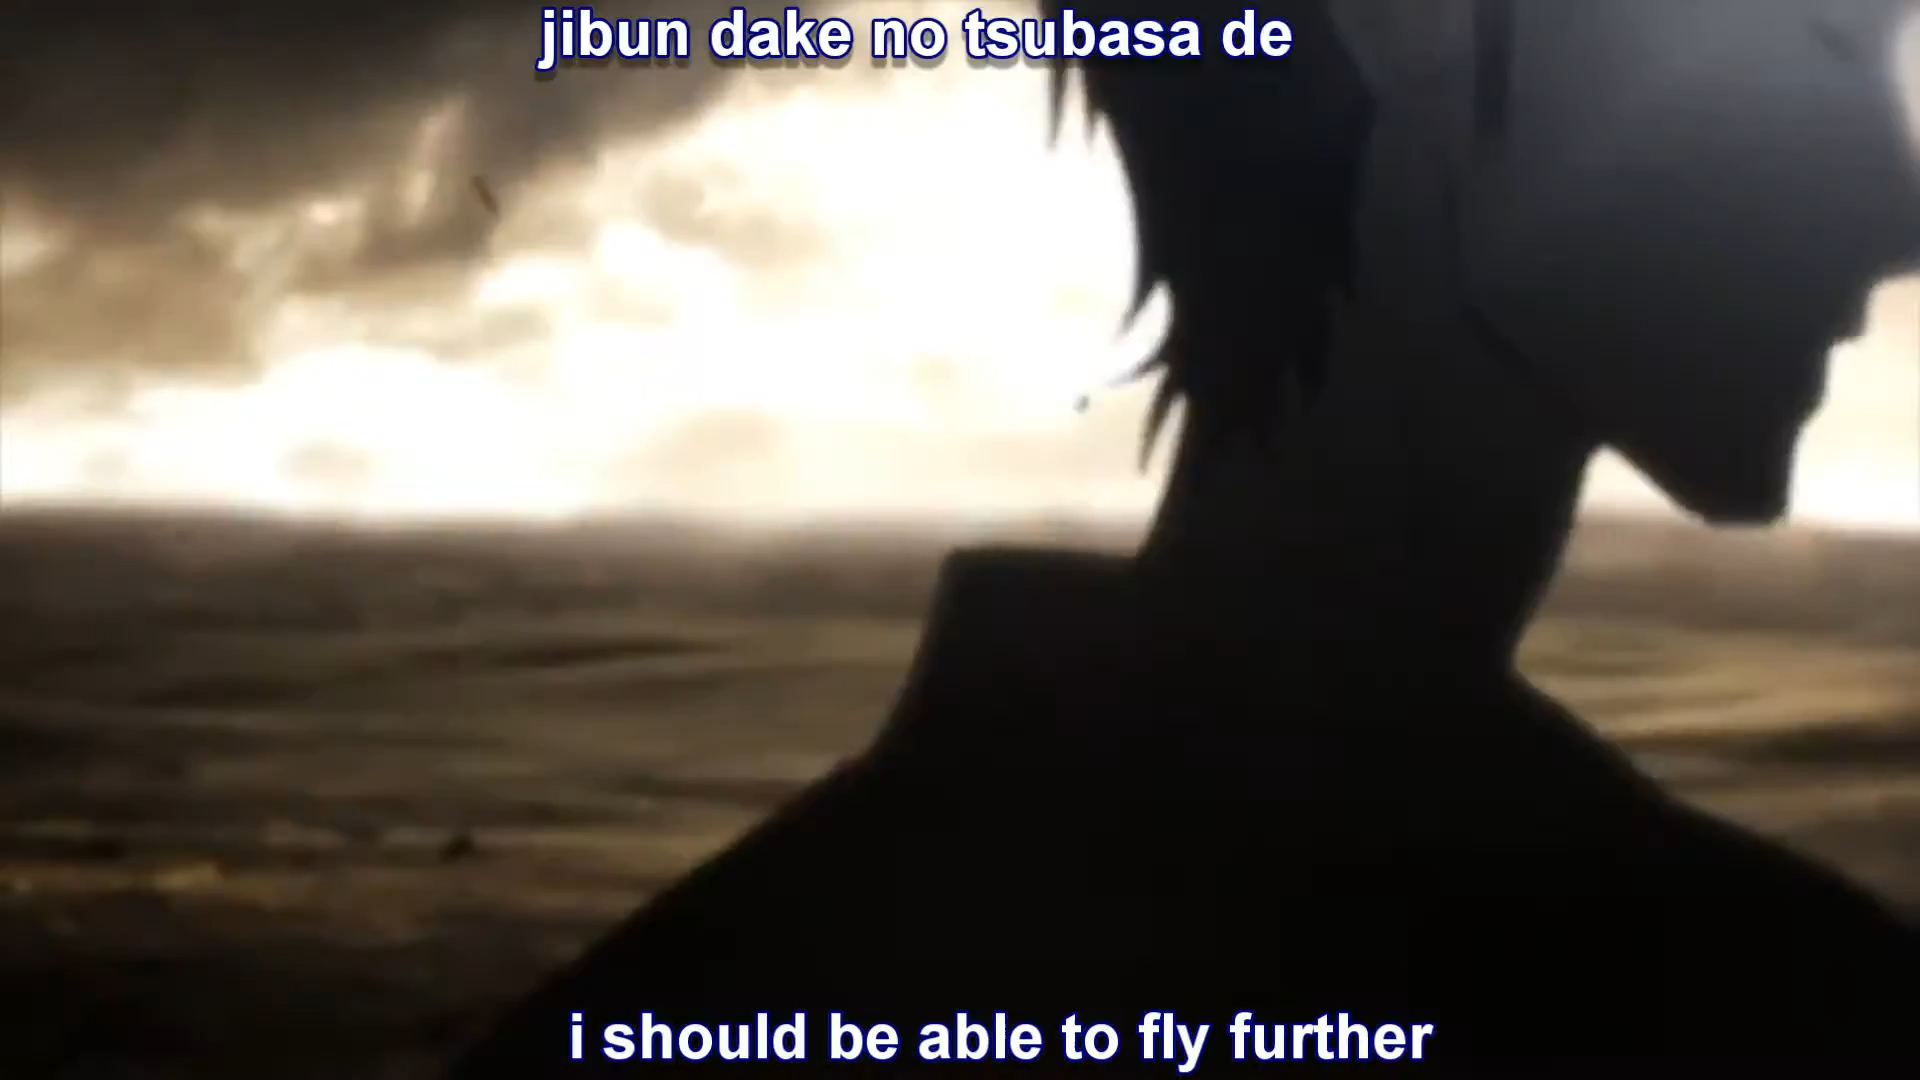 jibun dake no tsubasa de
i should be able to fly further